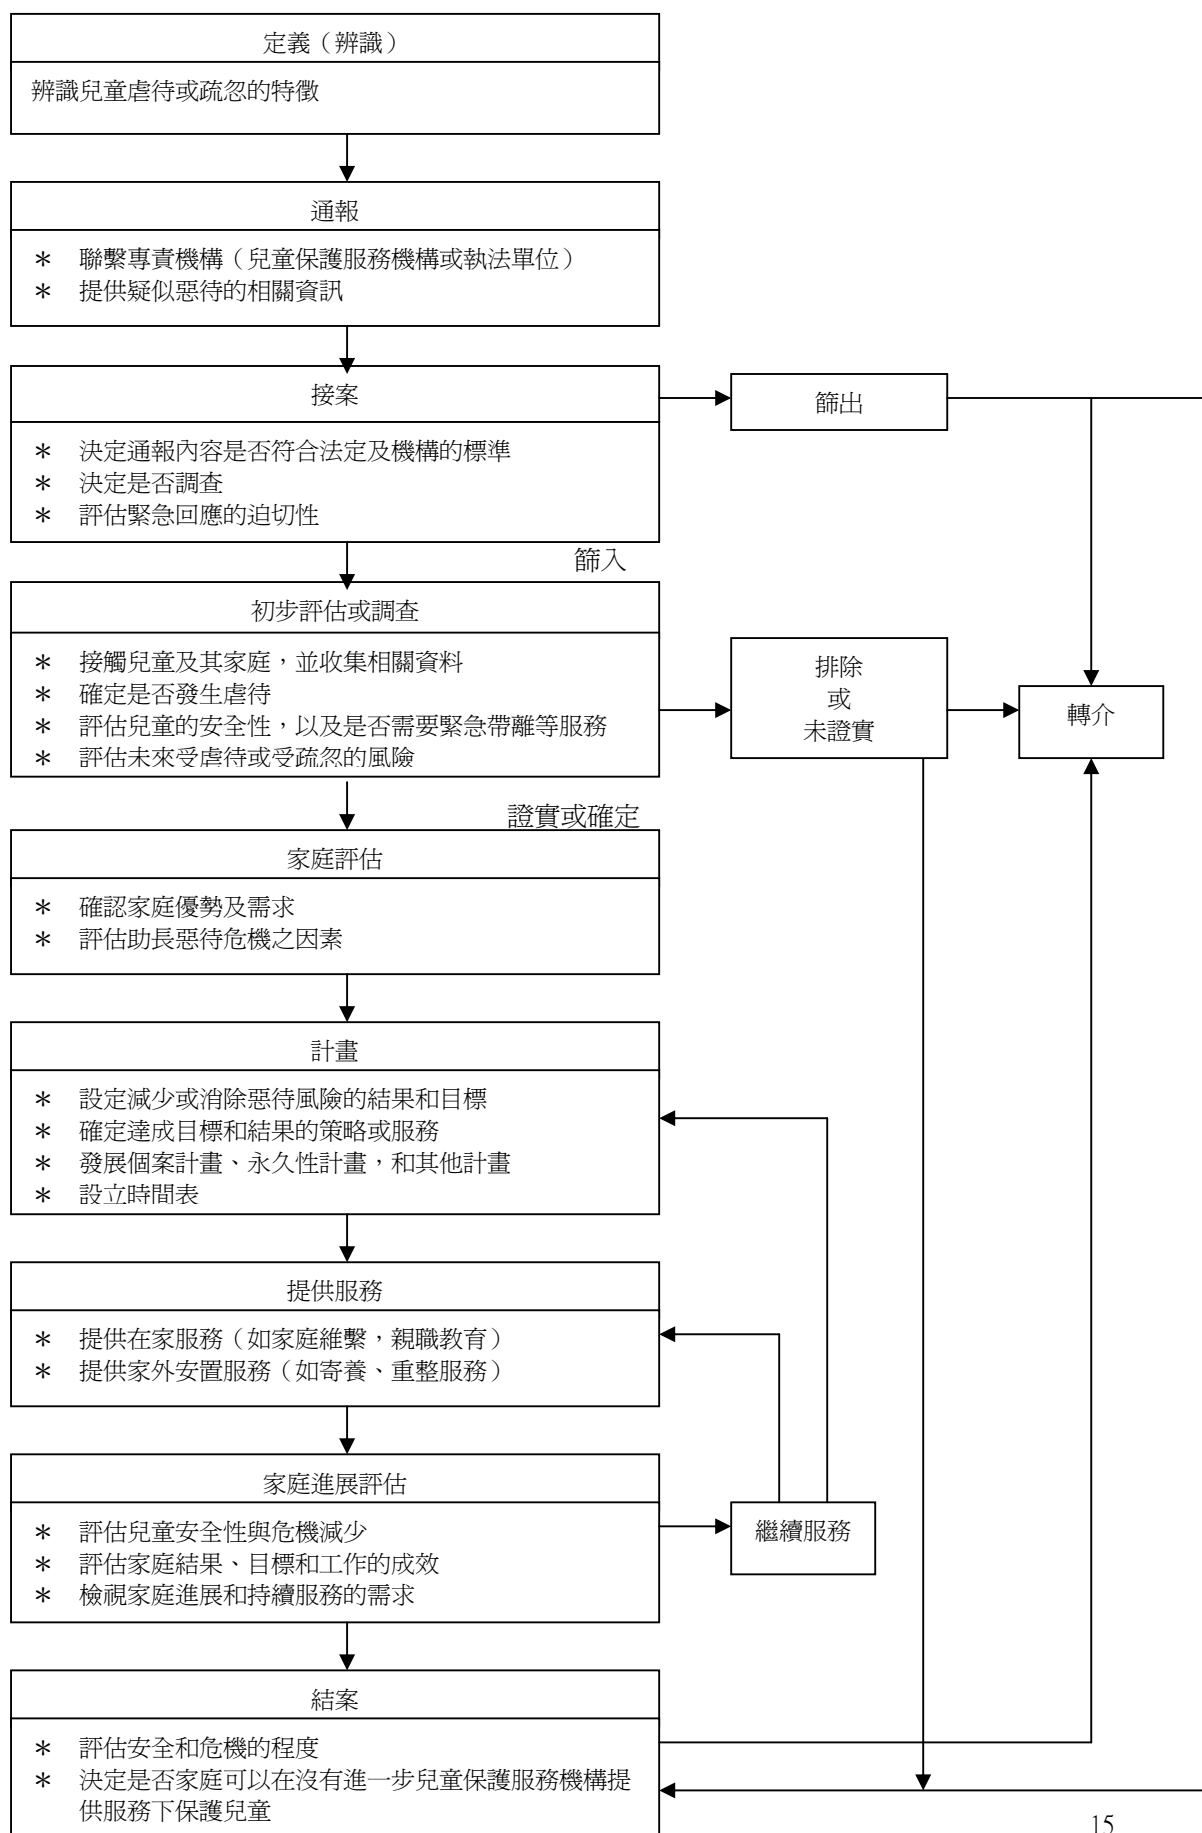 定義（辨識）
辨識兒童虐待或疏忽的特徵
通報
＊ 聯繫專責機構（兒童保護服務機構或執法單位）
＊ 提供疑似惡待的相關資訊
接案
＊ 決定通報內容是否符合法定及機構的標準
＊ 決定是否調查
＊ 評估緊急回應的迫切性
篩出
篩入
初步評估或調查
＊ 接觸兒童及其家庭，並收集相關資料
＊ 確定是否發生虐待
＊ 評估兒童的安全性，以及是否需要緊急帶離等服務
＊ 評估未來受虐待或受疏忽的風險
排除
或
未證實
轉介
證實或確定
家庭評估
＊ 確認家庭優勢及需求
＊ 評估助長惡待危機之因素
計畫
＊ 設定減少或消除惡待風險的結果和目標
＊ 確定達成目標和結果的策略或服務
＊ 發展個案計畫、永久性計畫，和其他計畫
＊ 設立時間表
提供服務
＊ 提供在家服務（如家庭維繫，親職教育）
＊ 提供家外安置服務（如寄養、重整服務）
家庭進展評估
＊ 評估兒童安全性與危機減少
＊ 評估家庭結果、目標和工作的成效
＊ 檢視家庭進展和持續服務的需求
繼續服務
結案
＊ 評估安全和危機的程度
＊ 決定是否家庭可以在沒有進一步兒童保護服務機構提
供服務下保護兒童
15